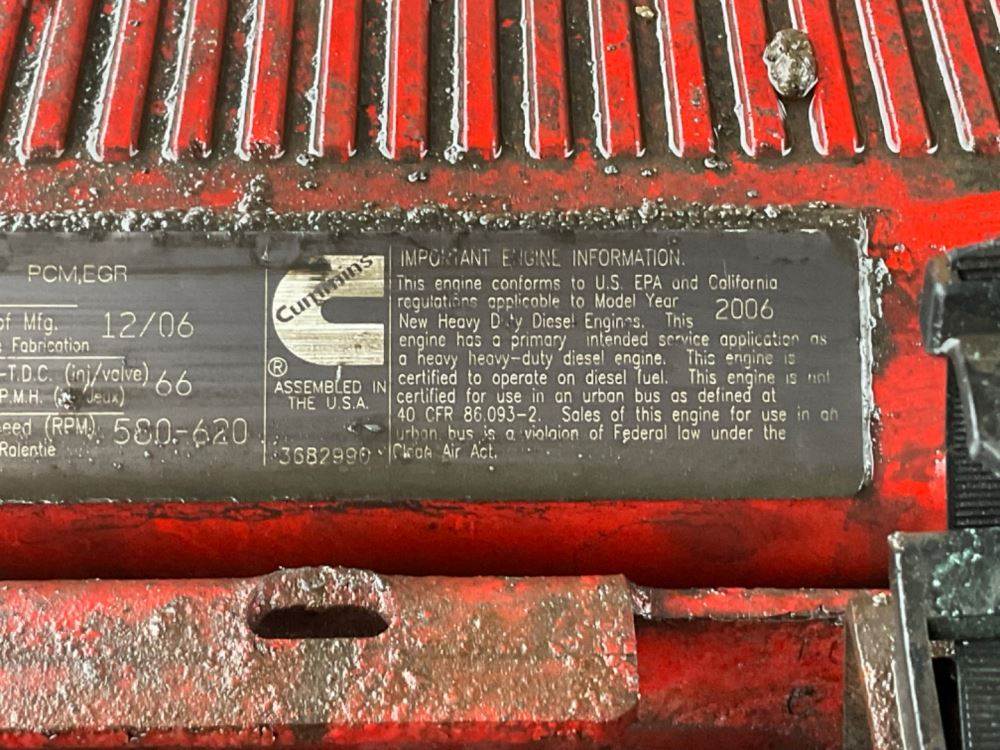 PCM,EGR
of Mfg. 12/06
e Fabrication
-T.D.C. (inj/valve) 66
P.M.H. (inj/Jeux)
eed (RPM) 580-620
Ralentie
Cummins
®
ASSEMBLED IN
THE U.S.A.
3682990
IMPORTANT ENGINE INFORMATION.
This engine conforms to U.S. EPA and California
regulations applicable to Model Year 2006
New Heavy Duty Diesel Engines. This
engine has a primary intended service application as
a heavy heavy-duty diesel engine. This engine is
certified to operate on diesel fuel. This engine is not
certified for use in an urban bus as defined at
40 CFR 86.093-2. Sales of this engine for use in an
urban bus is a violaion of Federal law under the
Clean Air Act.